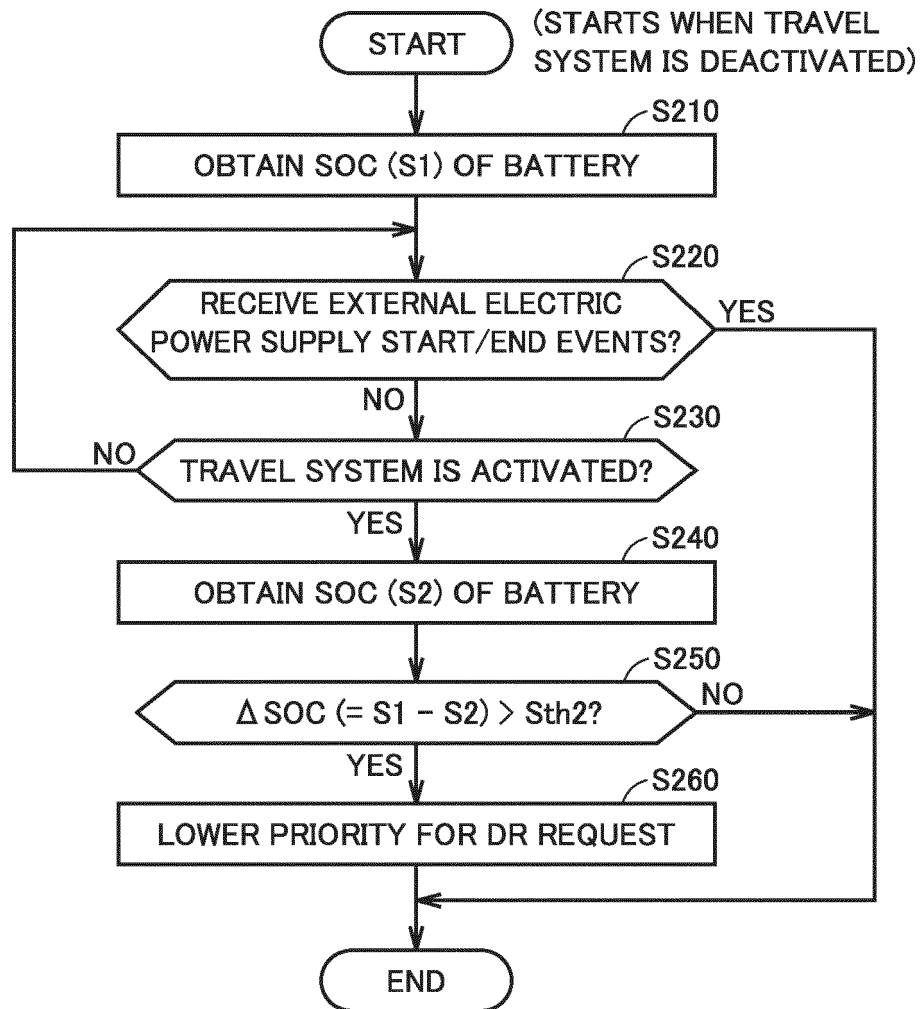 START
(STARTS WHEN TRAVEL
SYSTEM IS DEACTIVATED)
S210
OBTAIN SOC (S1) OF BATTERY
S220
RECEIVE EXTERNAL ELECTRIC
POWER SUPPLY START/END EVENTS?
YES
NO
S230
NO
TRAVEL SYSTEM IS ACTIVATED?
YES
S240
OBTAIN SOC (S2) OF BATTERY
S250
Δ SOC (= S1 - S2) > Sth2?
NO
YES
S260
LOWER PRIORITY FOR DR REQUEST
END